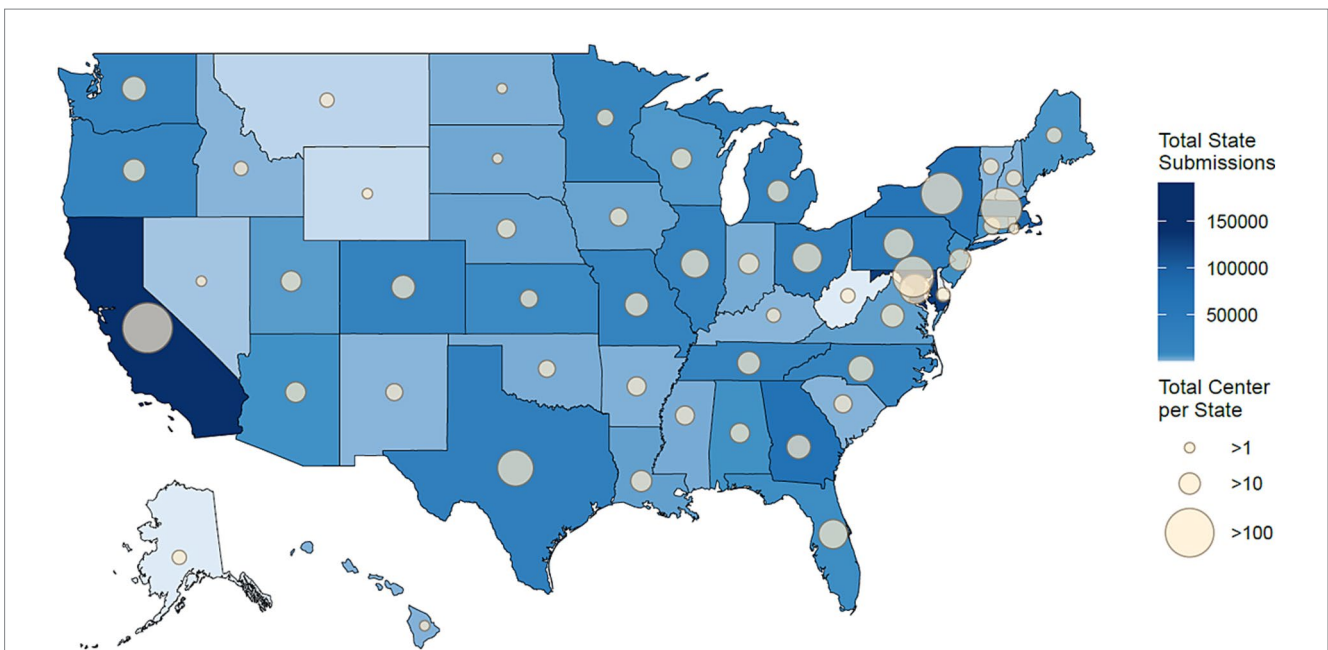 Total State
Submissions
150000
100000
50000
Total Center
per State
>1
>10
>100